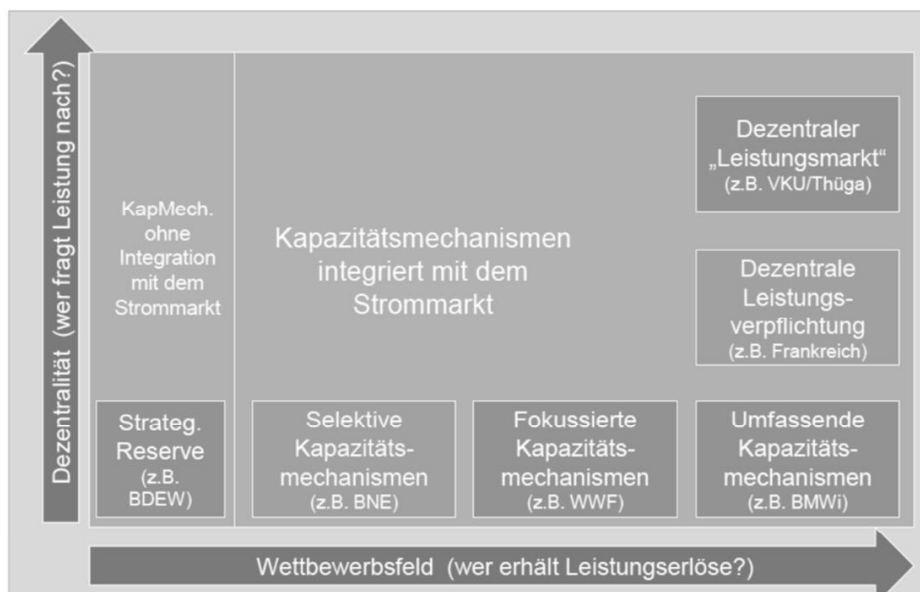 Dezentralität (wer fragt Leistung nach?)
KapMech.
ohne
Integration
mit dem
Strommarkt
Kapazitätsmechanismen
integriert mit dem
Strommarkt
Dezentraler
„Leistungsmarkt“
(z.B. VKU/Thüga)
Dezentrale
Leistungs-
verpflichtung
(z.B. Frankreich)
Strateg.
Reserve
(z.B.
BDEW)
Selektive
Kapazitäts-
mechanismen
(z.B. BNE)
Fokussierte
Kapazitäts-
mechanismen
(z.B. WWF)
Umfassende
Kapazitäts-
mechanismen
(z.B. BMWi)
Wettbewerbsfeld (wer erhält Leistungserlöse?)